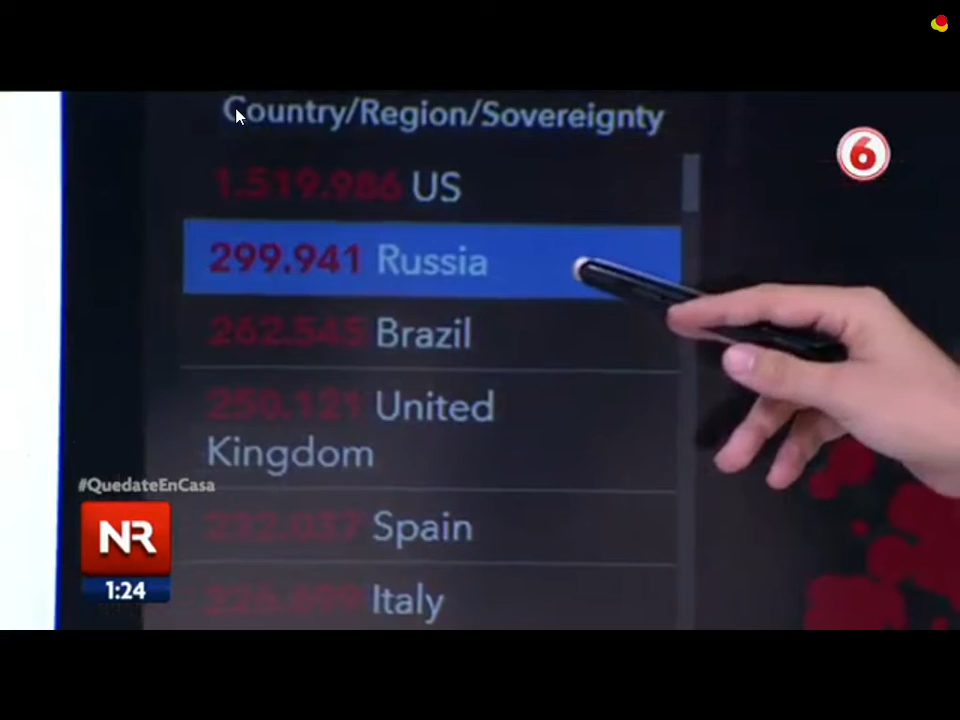 Country/Region/Sovereignty
6
1.519.986 US
299.941 Russia
262.545 Brazil
250.121 United
Kingdom
#QuedateEnCasa
232.037 Spain
NR
226.699 Italy
1:24